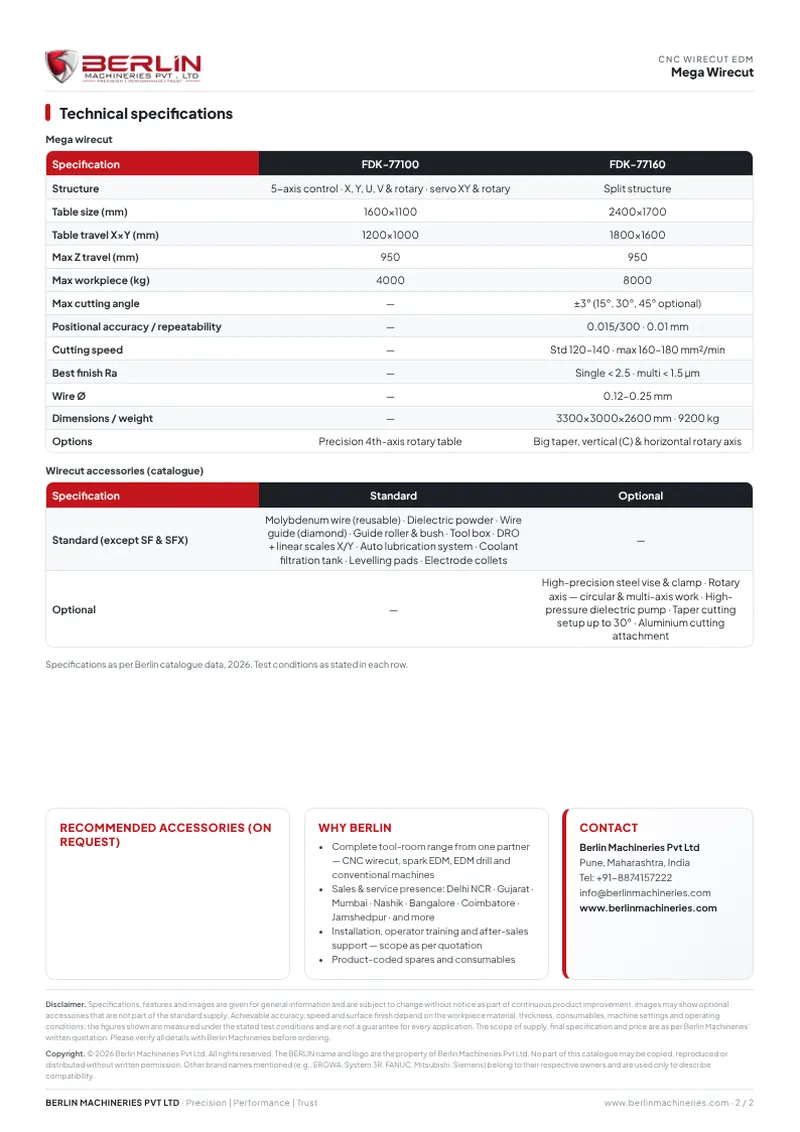 BERLIN
MACHINERIES PVT. LTD
PRECISION | PERFORMANCE | TRUST
CNC WIRECUT EDM
Mega Wirecut
Technical specifications
Mega wirecut
Specification FDK-77100 FDK-77160
Structure 5-axis control · X, Y, U, V & rotary · servo XY & rotary Split structure
Table size (mm) 1600×1100 2400×1700
Table travel X×Y (mm) 1200×1000 1800×1600
Max Z travel (mm) 950 950
Max workpiece (kg) 4000 8000
Max cutting angle — ±3° (15°, 30°, 45° optional)
Positional accuracy / repeatability — 0.015/300 · 0.01 mm
Cutting speed — Std 120–140 · max 160–180 mm²/min
Best finish Ra — Single < 2.5 · multi < 1.5 µm
Wire Ø — 0.12–0.25 mm
Dimensions / weight — 3300×3000×2600 mm · 9200 kg
Options Precision 4th-axis rotary table Big taper, vertical (C) & horizontal rotary axis
Wirecut accessories (catalogue)
Specification Standard Optional
Standard (except SF & SFX)
Molybdenum wire (reusable) · Dielectric powder · Wire
guide (diamond) · Guide roller & bush · Tool box · DRO
+ linear scales X/Y · Auto lubrication system · Coolant
filtration tank · Levelling pads · Electrode collets
—
Optional
—
High-precision steel vise & clamp · Rotary
axis — circular & multi-axis work · High-
pressure dielectric pump · Taper cutting
setup up to 30° · Aluminium cutting
attachment
Specifications as per Berlin catalogue data, 2026. Test conditions as stated in each row.
RECOMMENDED ACCESSORIES (ON
REQUEST)
WHY BERLIN
• Complete tool-room range from one partner
— CNC wirecut, spark EDM, EDM drill and
conventional machines
• Sales & service presence: Delhi NCR · Gujarat ·
Mumbai · Nashik · Bangalore · Coimbatore ·
Jamshedpur · and more
• Installation, operator training and after-sales
support — scope as per quotation
• Product-coded spares and consumables
CONTACT
Berlin Machineries Pvt Ltd
Pune, Maharashtra, India
Tel: +91-8874157222
info@berlinmachineries.com
www.berlinmachineries.com
Disclaimer. Specifications, features and images are given for general information and are subject to change without notice as part of continuous product improvement. Images may show optional
accessories that are not part of the standard supply. Achievable accuracy, speed and surface finish depend on the workpiece material, thickness, consumables, machine settings and operating
conditions; the figures shown are measured under the stated test conditions and are not a guarantee for every application. The scope of supply, final specification and price are as per Berlin Machineries'
written quotation. Please verify all details with Berlin Machineries before ordering.
Copyright. © 2026 Berlin Machineries Pvt Ltd. All rights reserved. The BERLIN name and logo are the property of Berlin Machineries Pvt Ltd. No part of this catalogue may be copied, reproduced or
distributed without written permission. Other brand names mentioned (e.g., EROWA, System 3R, FANUC, Mitsubishi, Siemens) belong to their respective owners and are used only to describe
compatibility.
BERLIN MACHINERIES PVT LTD · Precision | Performance | Trust
www.berlinmachineries.com · 2 / 2